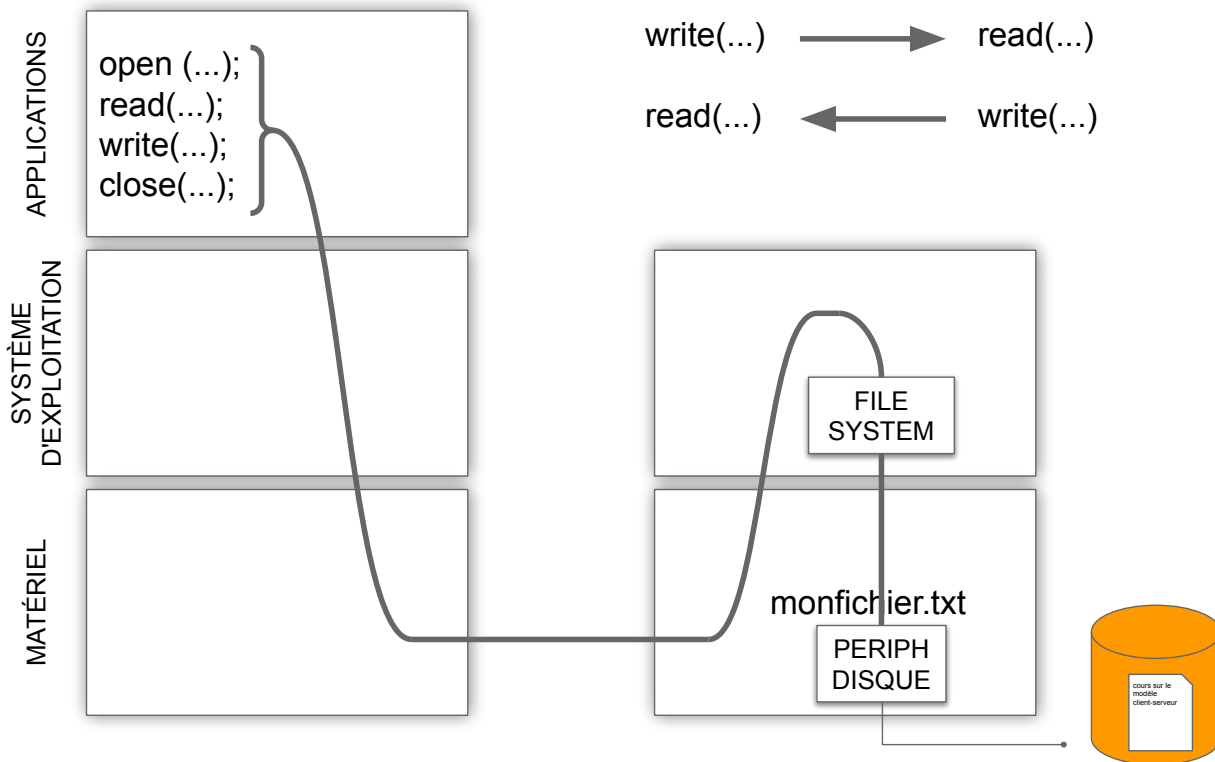 APPLICATIONS
open (...);
read(...);
write(...);
close(...);
write(...) read(...)
read(...) write(...)
SYSTÈME
D'EXPLOITATION
FILE
SYSTEM
MATÉRIEL
monfichier.txt
PERIPH
DISQUE
cours sur le
modèle
client-serveur